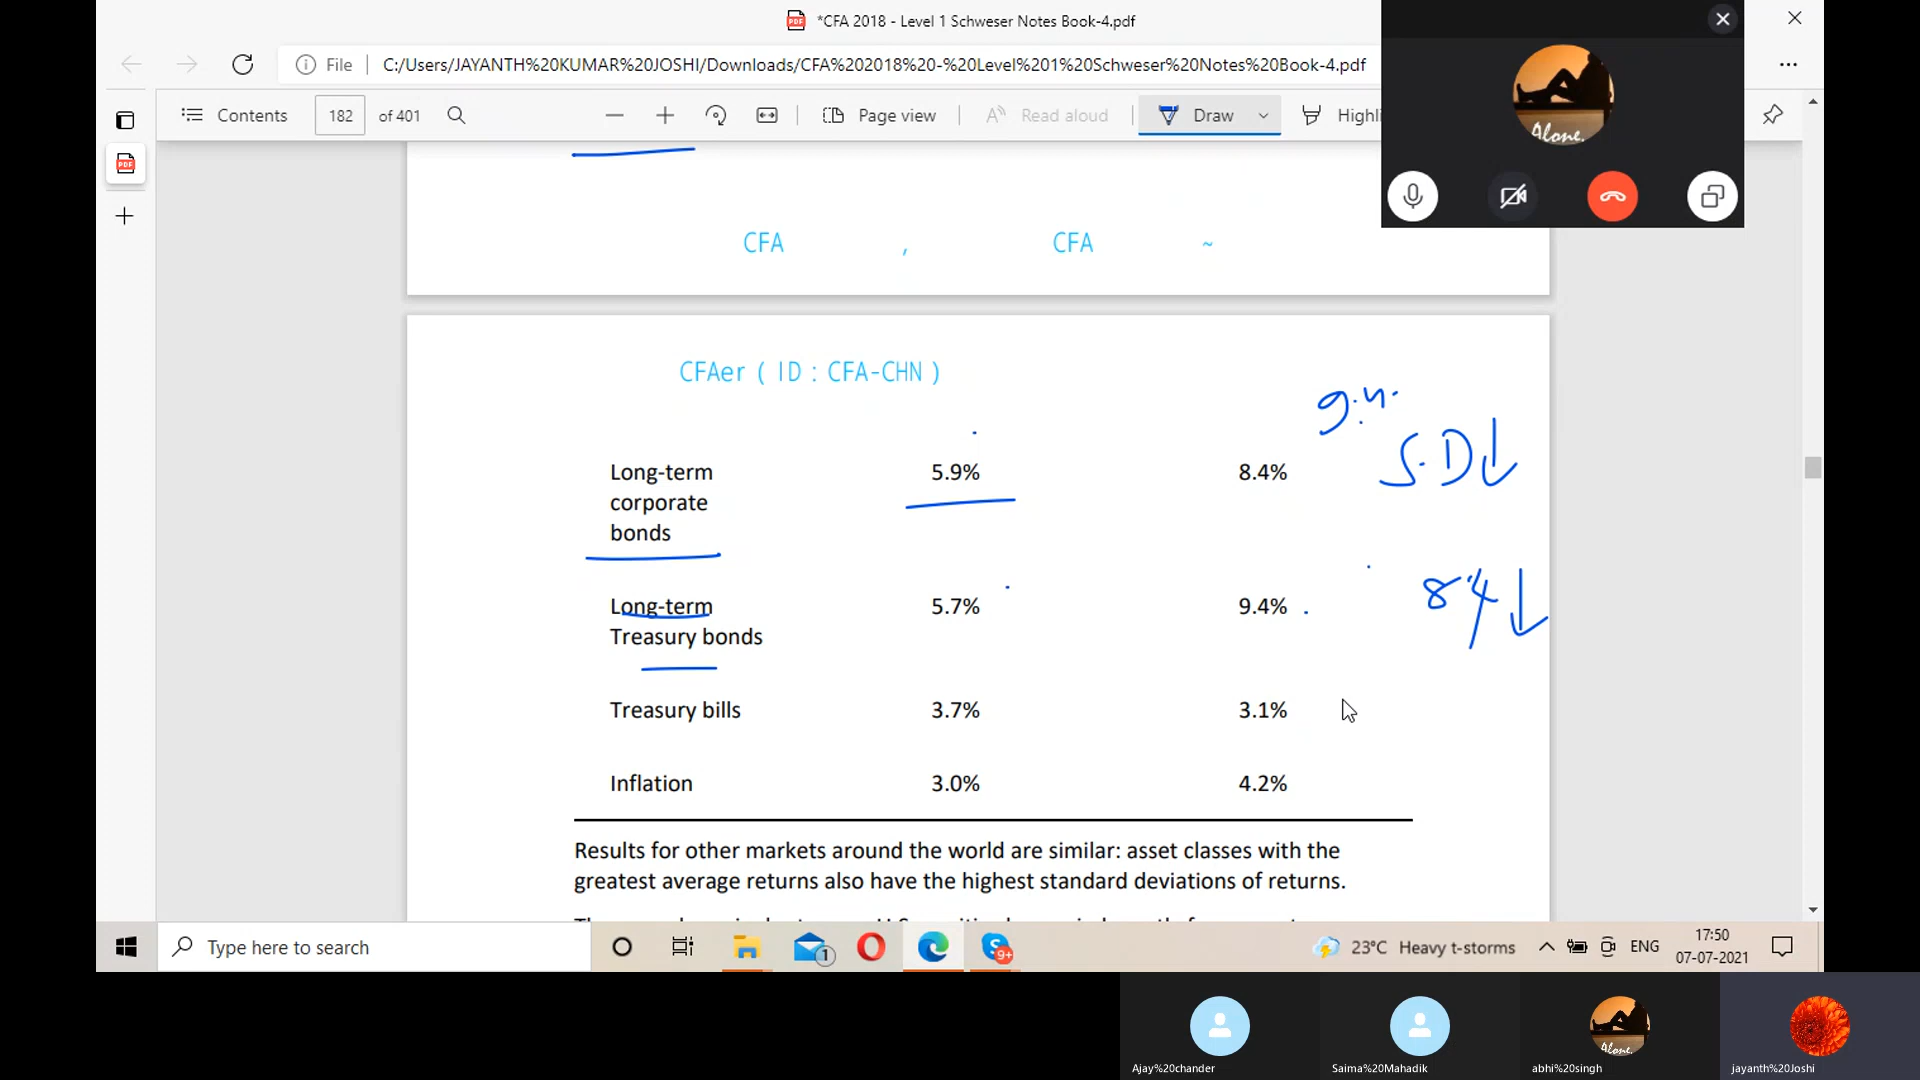 *CFA 2018 - Level 1 Schweser Notes Book-4.pdf
File C:/Users/JAYANTH%20KUMAR%20JOSHI/Downloads/CFA%202018%20-%20Level%201%20Schweser%20Notes%20Book-4.pdf
Contents 182 of 401 Page view Read aloud Draw Highli
Alone.
CFA , CFA ~
CFAer ( ID : CFA-CHN )
S.D↓
Long-term 5.9% 8.4%
corporate
bonds
Long-term 5.7% 9.4%
Treasury bonds
Treasury bills 3.7% 3.1%
Inflation 3.0% 4.2%
Results for other markets around the world are similar: asset classes with the
greatest average returns also have the highest standard deviations of returns.
Type here to search 1 9+ 23°C Heavy t-storms ENG 17:50
07-07-2021
Alone.
Ajay%20chander Saima%20Mahadik abhi%20singh jayanth%20Joshi